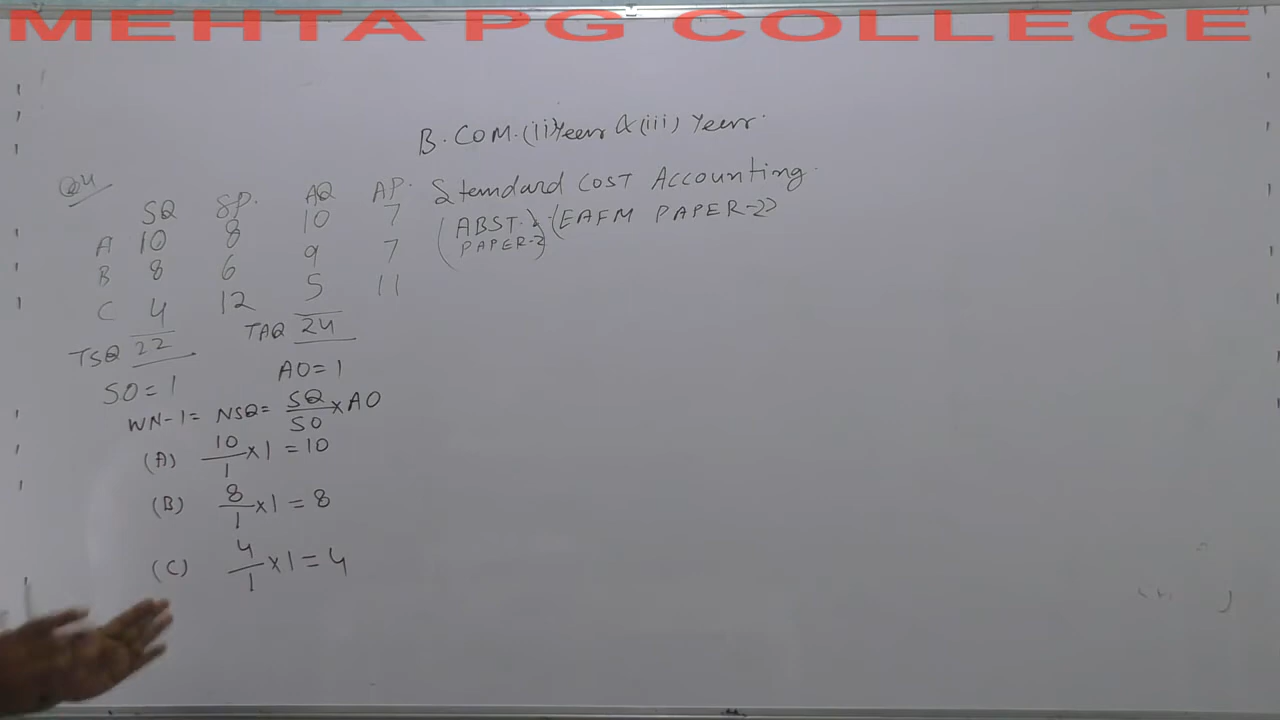 MEHTA PG COLLEGE
B.COM.(ii)Year &(iii) Year.
Standard COST Accounting.
(ABST. PAPER-2) (EAFM PAPER-2)
Q4
SQ SP. AQ AP.
A 10 8 10 7
B 8 6 9 7
C 4 12 5 11
TSQ 22 TAQ 24
SO=1 AO=1
WN-1= NSQ= SQ/SO × AO
(A) 10/1 ×1 =10
(B) 8/1 ×1 =8
(C) 4/1 ×1 =4